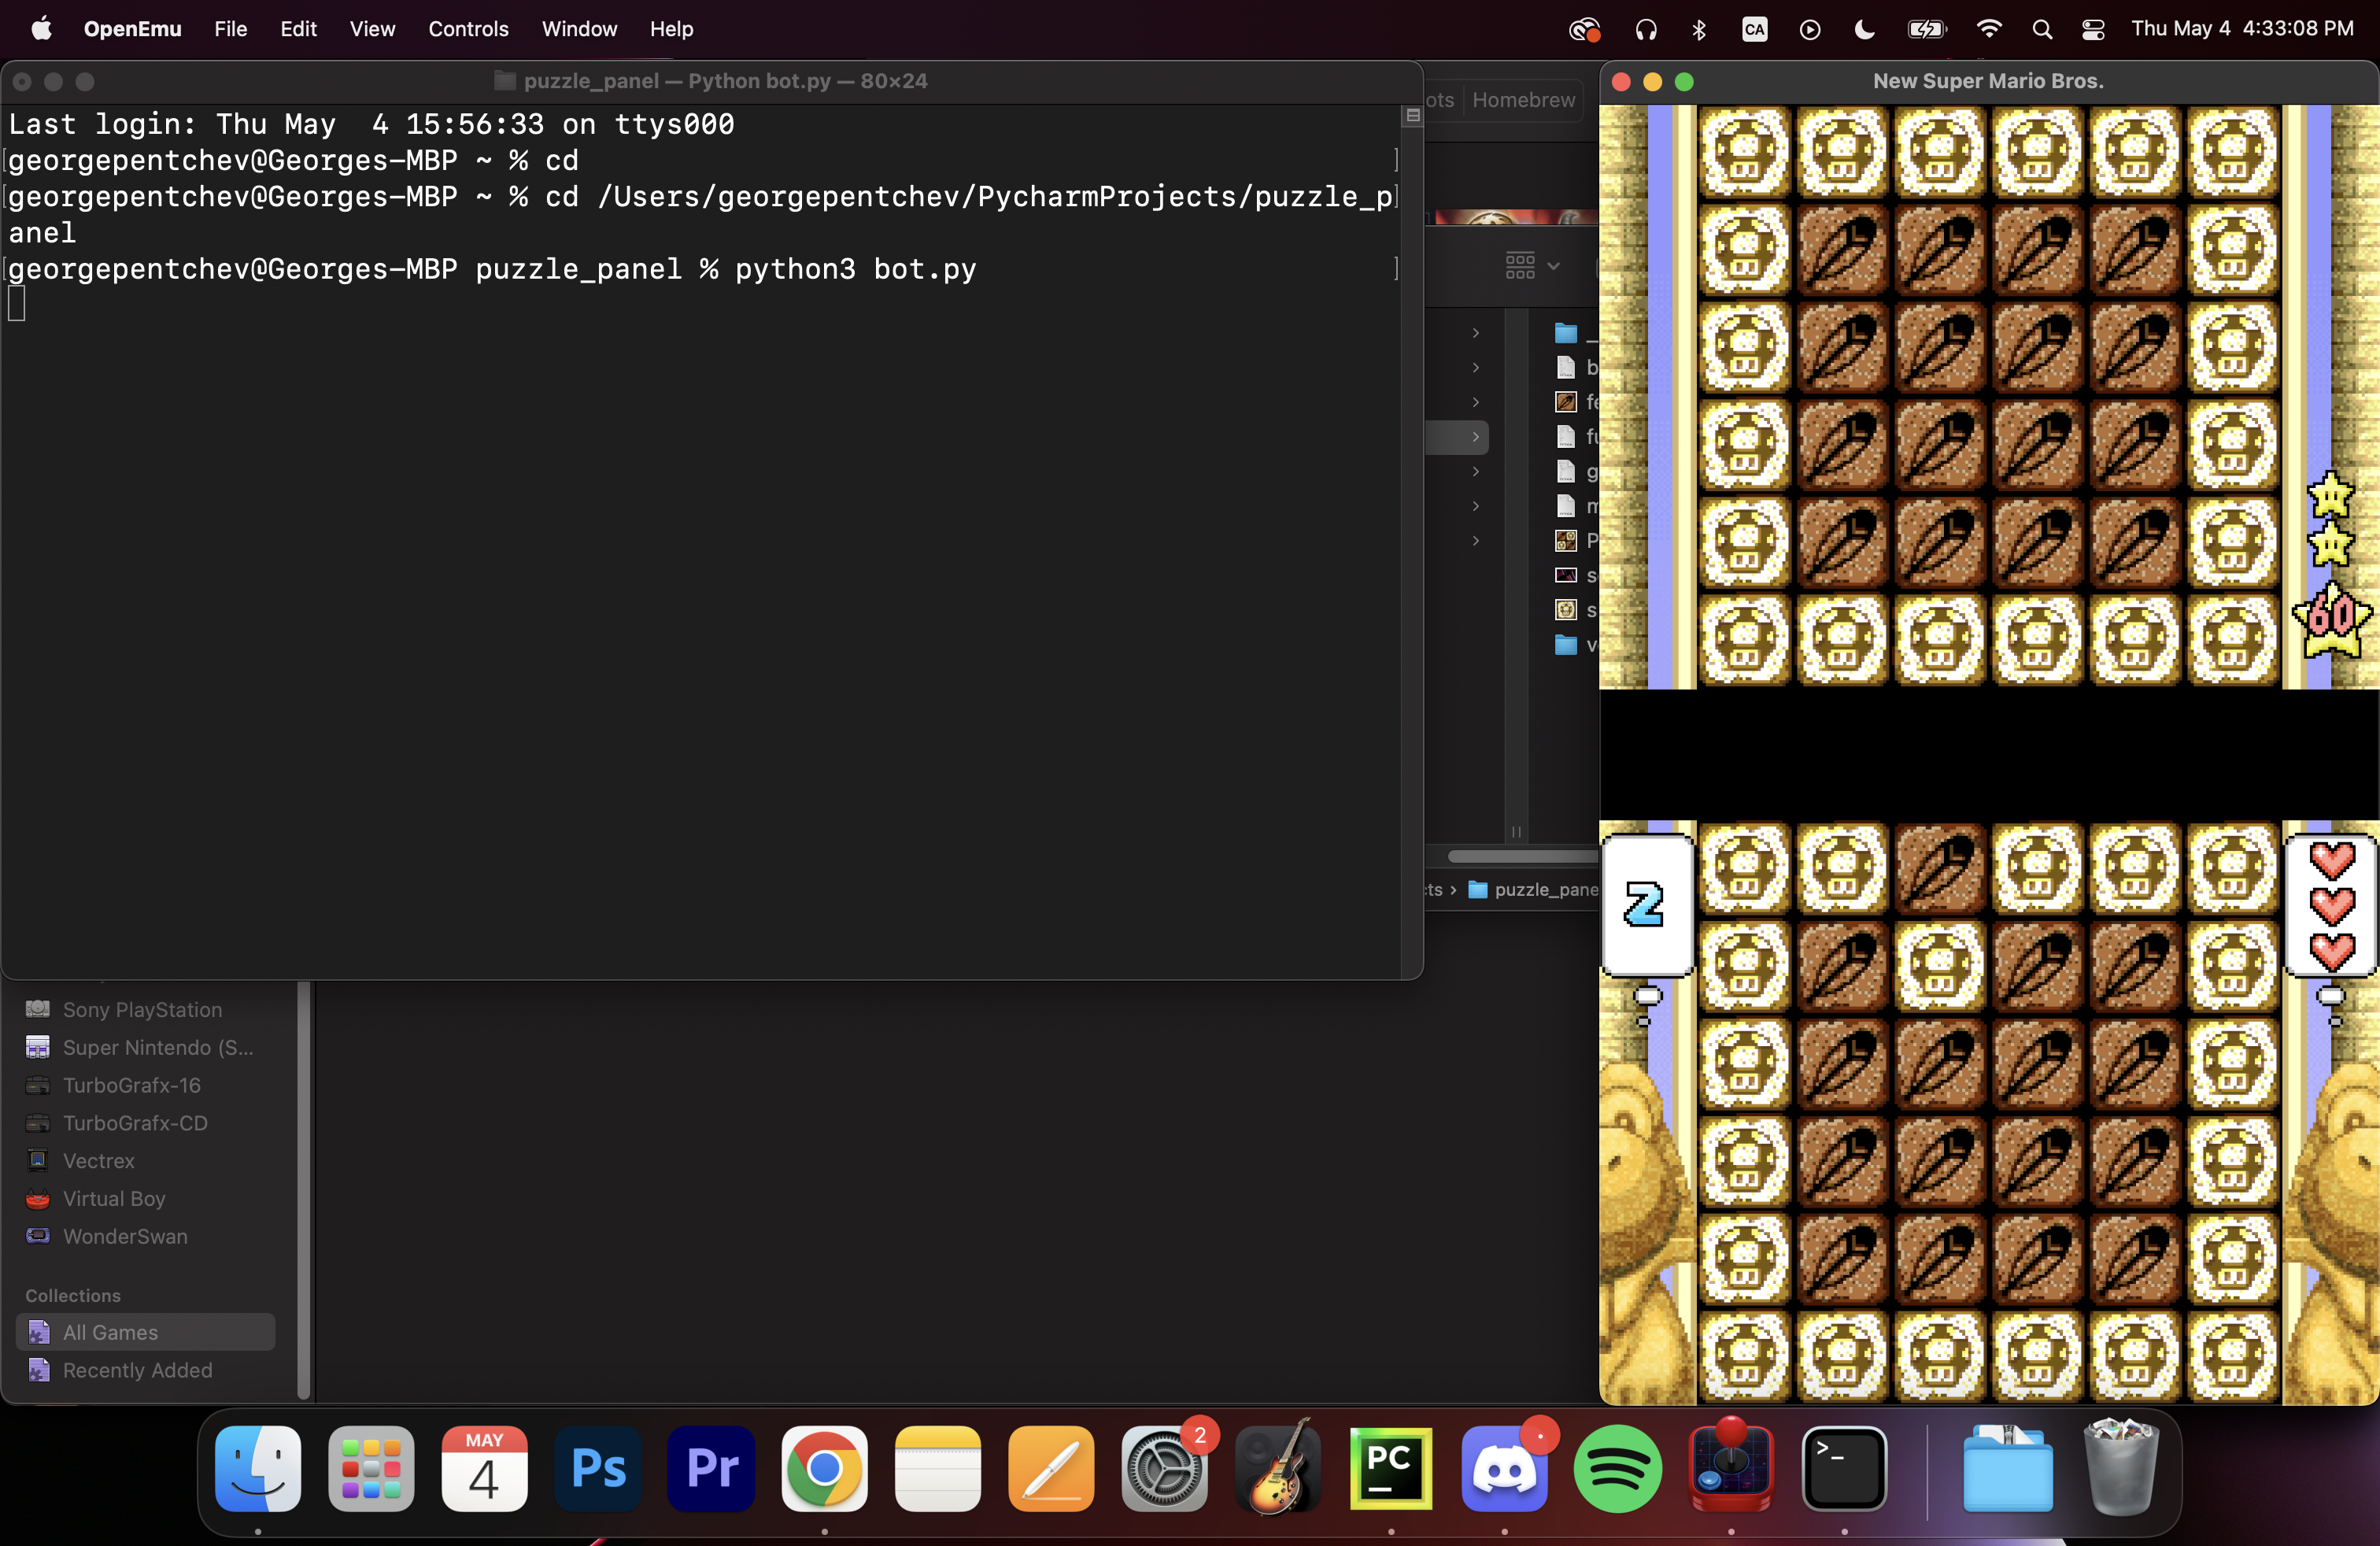 OpenEmu File Edit View Controls Window Help
CA
Thu May 4 4:33:08 PM
puzzle_panel — Python bot.py — 80×24
Last login: Thu May  4 15:56:33 on ttys000
[georgepentchev@Georges-MBP ~ % cd ]
[georgepentchev@Georges-MBP ~ % cd /Users/georgepentchev/PycharmProjects/puzzle_p]
anel
[georgepentchev@Georges-MBP puzzle_panel % python3 bot.py ]
ots Homebrew
cts › puzzle_pane
New Super Mario Bros.
60
2
Sony PlayStation
Super Nintendo (S...
TurboGrafx-16
TurboGrafx-CD
Vectrex
Virtual Boy
WonderSwan
Collections
All Games
Recently Added
MAY
4
Ps
Pr
2
PC
>_